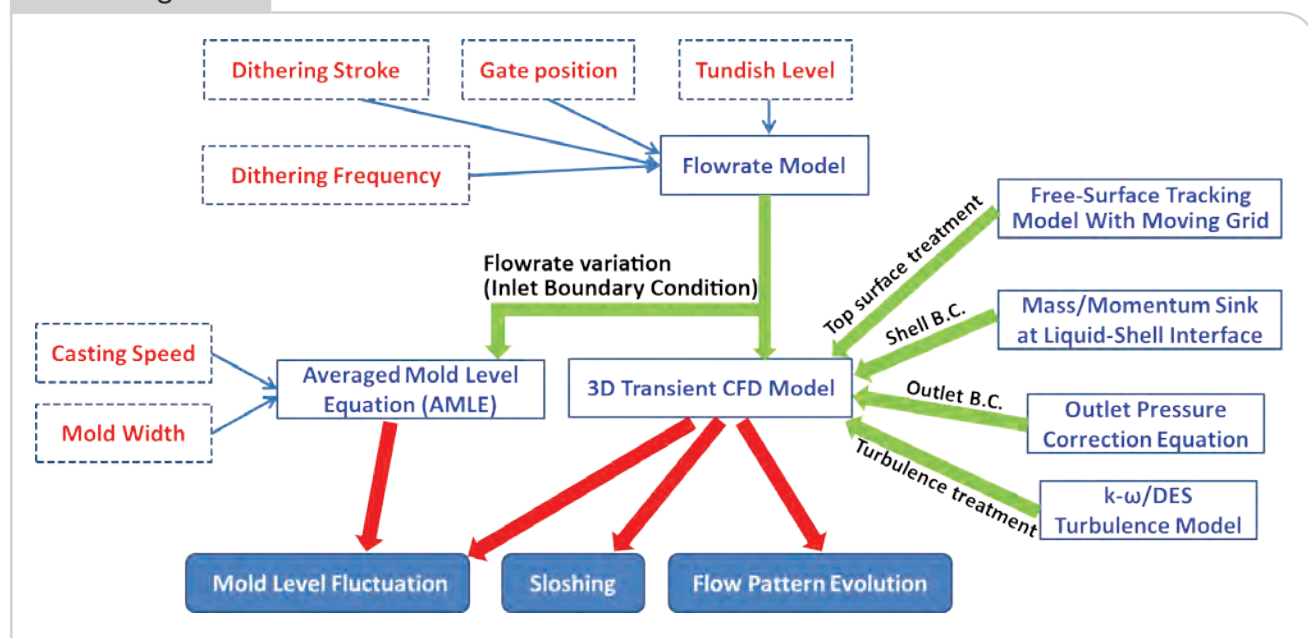 Dithering Stroke
Gate position
Tundish Level
Dithering Frequency
Flowrate Model
Free-Surface Tracking
Model With Moving Grid
Top surface treatment
Flowrate variation
(Inlet Boundary Condition)
Mass/Momentum Sink
at Liquid-Shell Interface
Shell B.C.
Casting Speed
Mold Width
Averaged Mold Level
Equation (AMLE)
3D Transient CFD Model
Outlet B.C.
Outlet Pressure
Correction Equation
Turbulence treatment
k-ω/DES
Turbulence Model
Mold Level Fluctuation
Sloshing
Flow Pattern Evolution